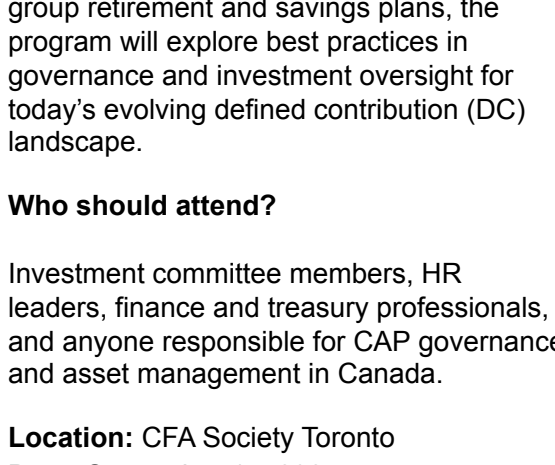 group retirement and savings plans, the
program will explore best practices in
governance and investment oversight for
today’s evolving defined contribution (DC)
landscape.
Who should attend?
Investment committee members, HR
leaders, finance and treasury professionals,
and anyone responsible for CAP governance
and asset management in Canada.
Location: CFA Society Toronto